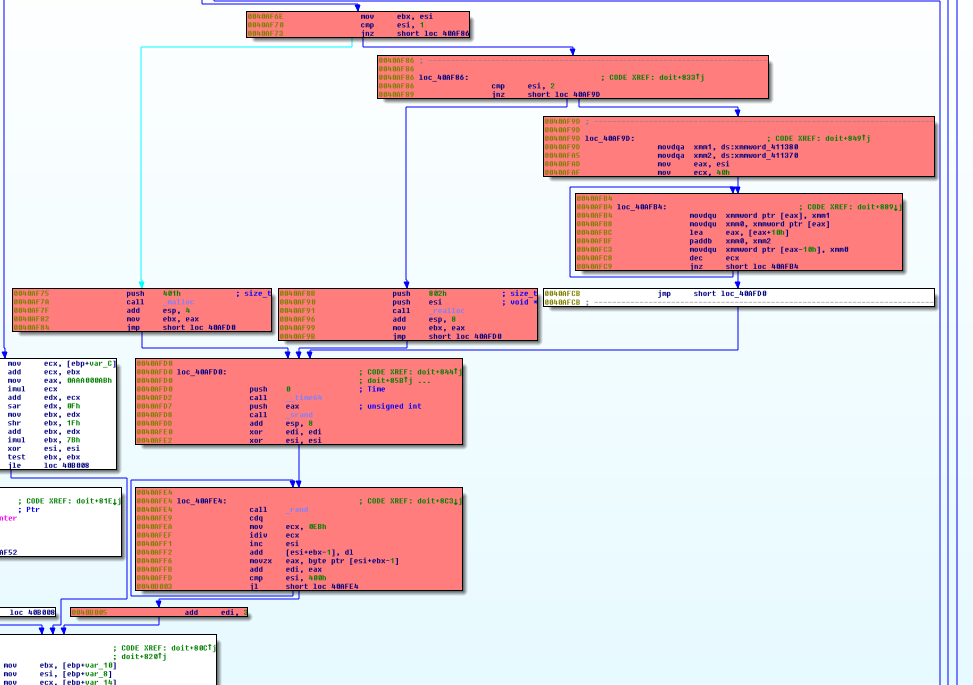 0040AF6E mov ebx, esi
0040AF70 cmp esi, 1
0040AF73 jnz short loc_40AF86
0040AF86 ;
0040AF86
0040AF86 loc_40AF86: ; CODE XREF: doit+833↑j
0040AF86 cmp esi, 2
0040AF89 jnz short loc_40AF9D
0040AF9D ;
0040AF9D
0040AF9D loc_40AF9D: ; CODE XREF: doit+849↑j
0040AF9D movdqa xmm1, ds:xmmword_411380
0040AFA5 movdqa xmm2, ds:xmmword_411370
0040AFAD mov eax, esi
0040AFAF mov ecx, 40h
0040AFB4
0040AFB4 loc_40AFB4: ; CODE XREF: doit+889↓j
0040AFB4 movdqu xmmword ptr [eax], xmm1
0040AFB8 movdqu xmm0, xmmword ptr [eax]
0040AFBC lea eax, [eax+10h]
0040AFBF paddb xmm0, xmm2
0040AFC3 movdqu xmmword ptr [eax-10h], xmm0
0040AFC8 dec ecx
0040AFC9 jnz short loc_40AFB4
0040AF75 push 401h ; size_t
0040AF7A call _malloc
0040AF7F add esp, 4
0040AF82 mov ebx, eax
0040AF84 jmp short loc_40AFD0
0040AF8B push 802h ; size_t
0040AF90 push esi ; void *
0040AF91 call _realloc
0040AF96 add esp, 8
0040AF99 mov ebx, eax
0040AF9B jmp short loc_40AFD0
0040AFCB jmp short loc_40AFD0
0040AFCB ;
mov ecx, [ebp+var_C]
add ecx, ebx
mov eax, 0AAA000ABh
imul ecx
add edx, ecx
sar edx, 0Fh
mov ebx, edx
shr ebx, 1Fh
add ebx, edx
imul ebx, 78h
xor esi, esi
test ebx, ebx
jle loc_40B008
0040AFD0
0040AFD0 loc_40AFD0: ; CODE XREF: doit+844↑j
0040AFD0 ; doit+85B↑j ...
0040AFD0 push 0 ; Time
0040AFD2 call __time64
0040AFD7 push eax ; unsigned int
0040AFD8 call _srand
0040AFDD add esp, 8
0040AFE0 xor edi, edi
0040AFE2 xor esi, esi
; CODE XREF: doit+81E↓j
; Ptr
nter
AF52
0040AFE4
0040AFE4 loc_40AFE4: ; CODE XREF: doit+8C3↓j
0040AFE4 call _rand
0040AFE9 cdq
0040AFEA mov ecx, 0EBh
0040AFEF idiv ecx
0040AFF1 inc esi
0040AFF2 add [esi+ebx-1], dl
0040AFF6 movzx eax, byte ptr [esi+ebx-1]
0040AFFB add edi, eax
0040AFFD cmp esi, 400h
0040B003 jl short loc_40AFE4
loc_40B008
0040B005 add edi,
; CODE XREF: doit+80C↑j
; doit+820↑j
mov ebx, [ebp+var_10]
mov esi, [ebp+var_8]
mov ecx, [ebp+var_14]